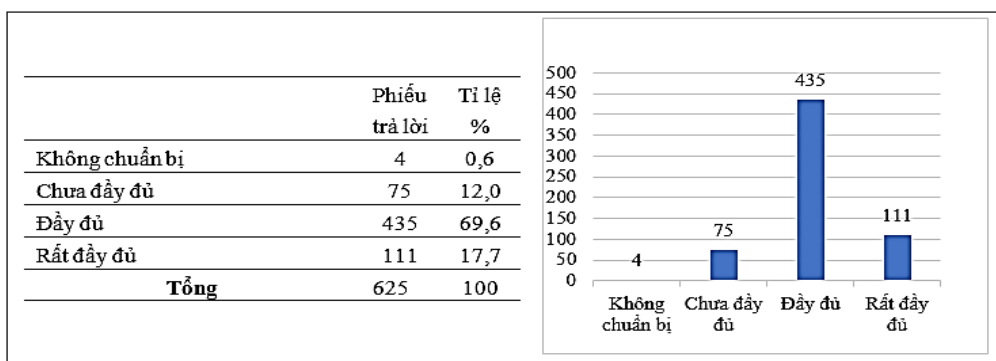 Phiếu Tỉ lệ
trả lời %
Không chuẩn bị 4 0,6
Chưa đầy đủ 75 12,0
Đầy đủ 435 69,6
Rất đầy đủ 111 17,7
Tổng 625 100
500
450
400
350
300
250
200
150
100
50
0
4
75
435
111
Không chuẩn bị
Chưa đầy đủ
Đầy đủ
Rất đầy đủ